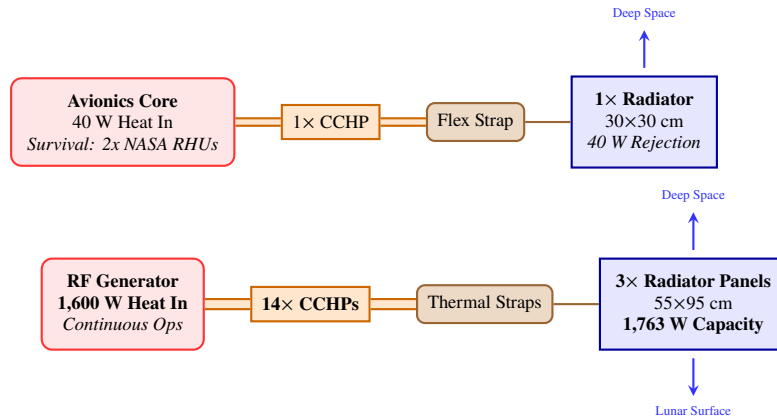 Deep Space
Avionics Core
40 W Heat In
Survival: 2x NASA RHUs
1× CCHP
Flex Strap
1× Radiator
30×30 cm
40 W Rejection
Deep Space
RF Generator
1,600 W Heat In
Continuous Ops
14× CCHPs
Thermal Straps
3× Radiator Panels
55×95 cm
1,763 W Capacity
Lunar Surface